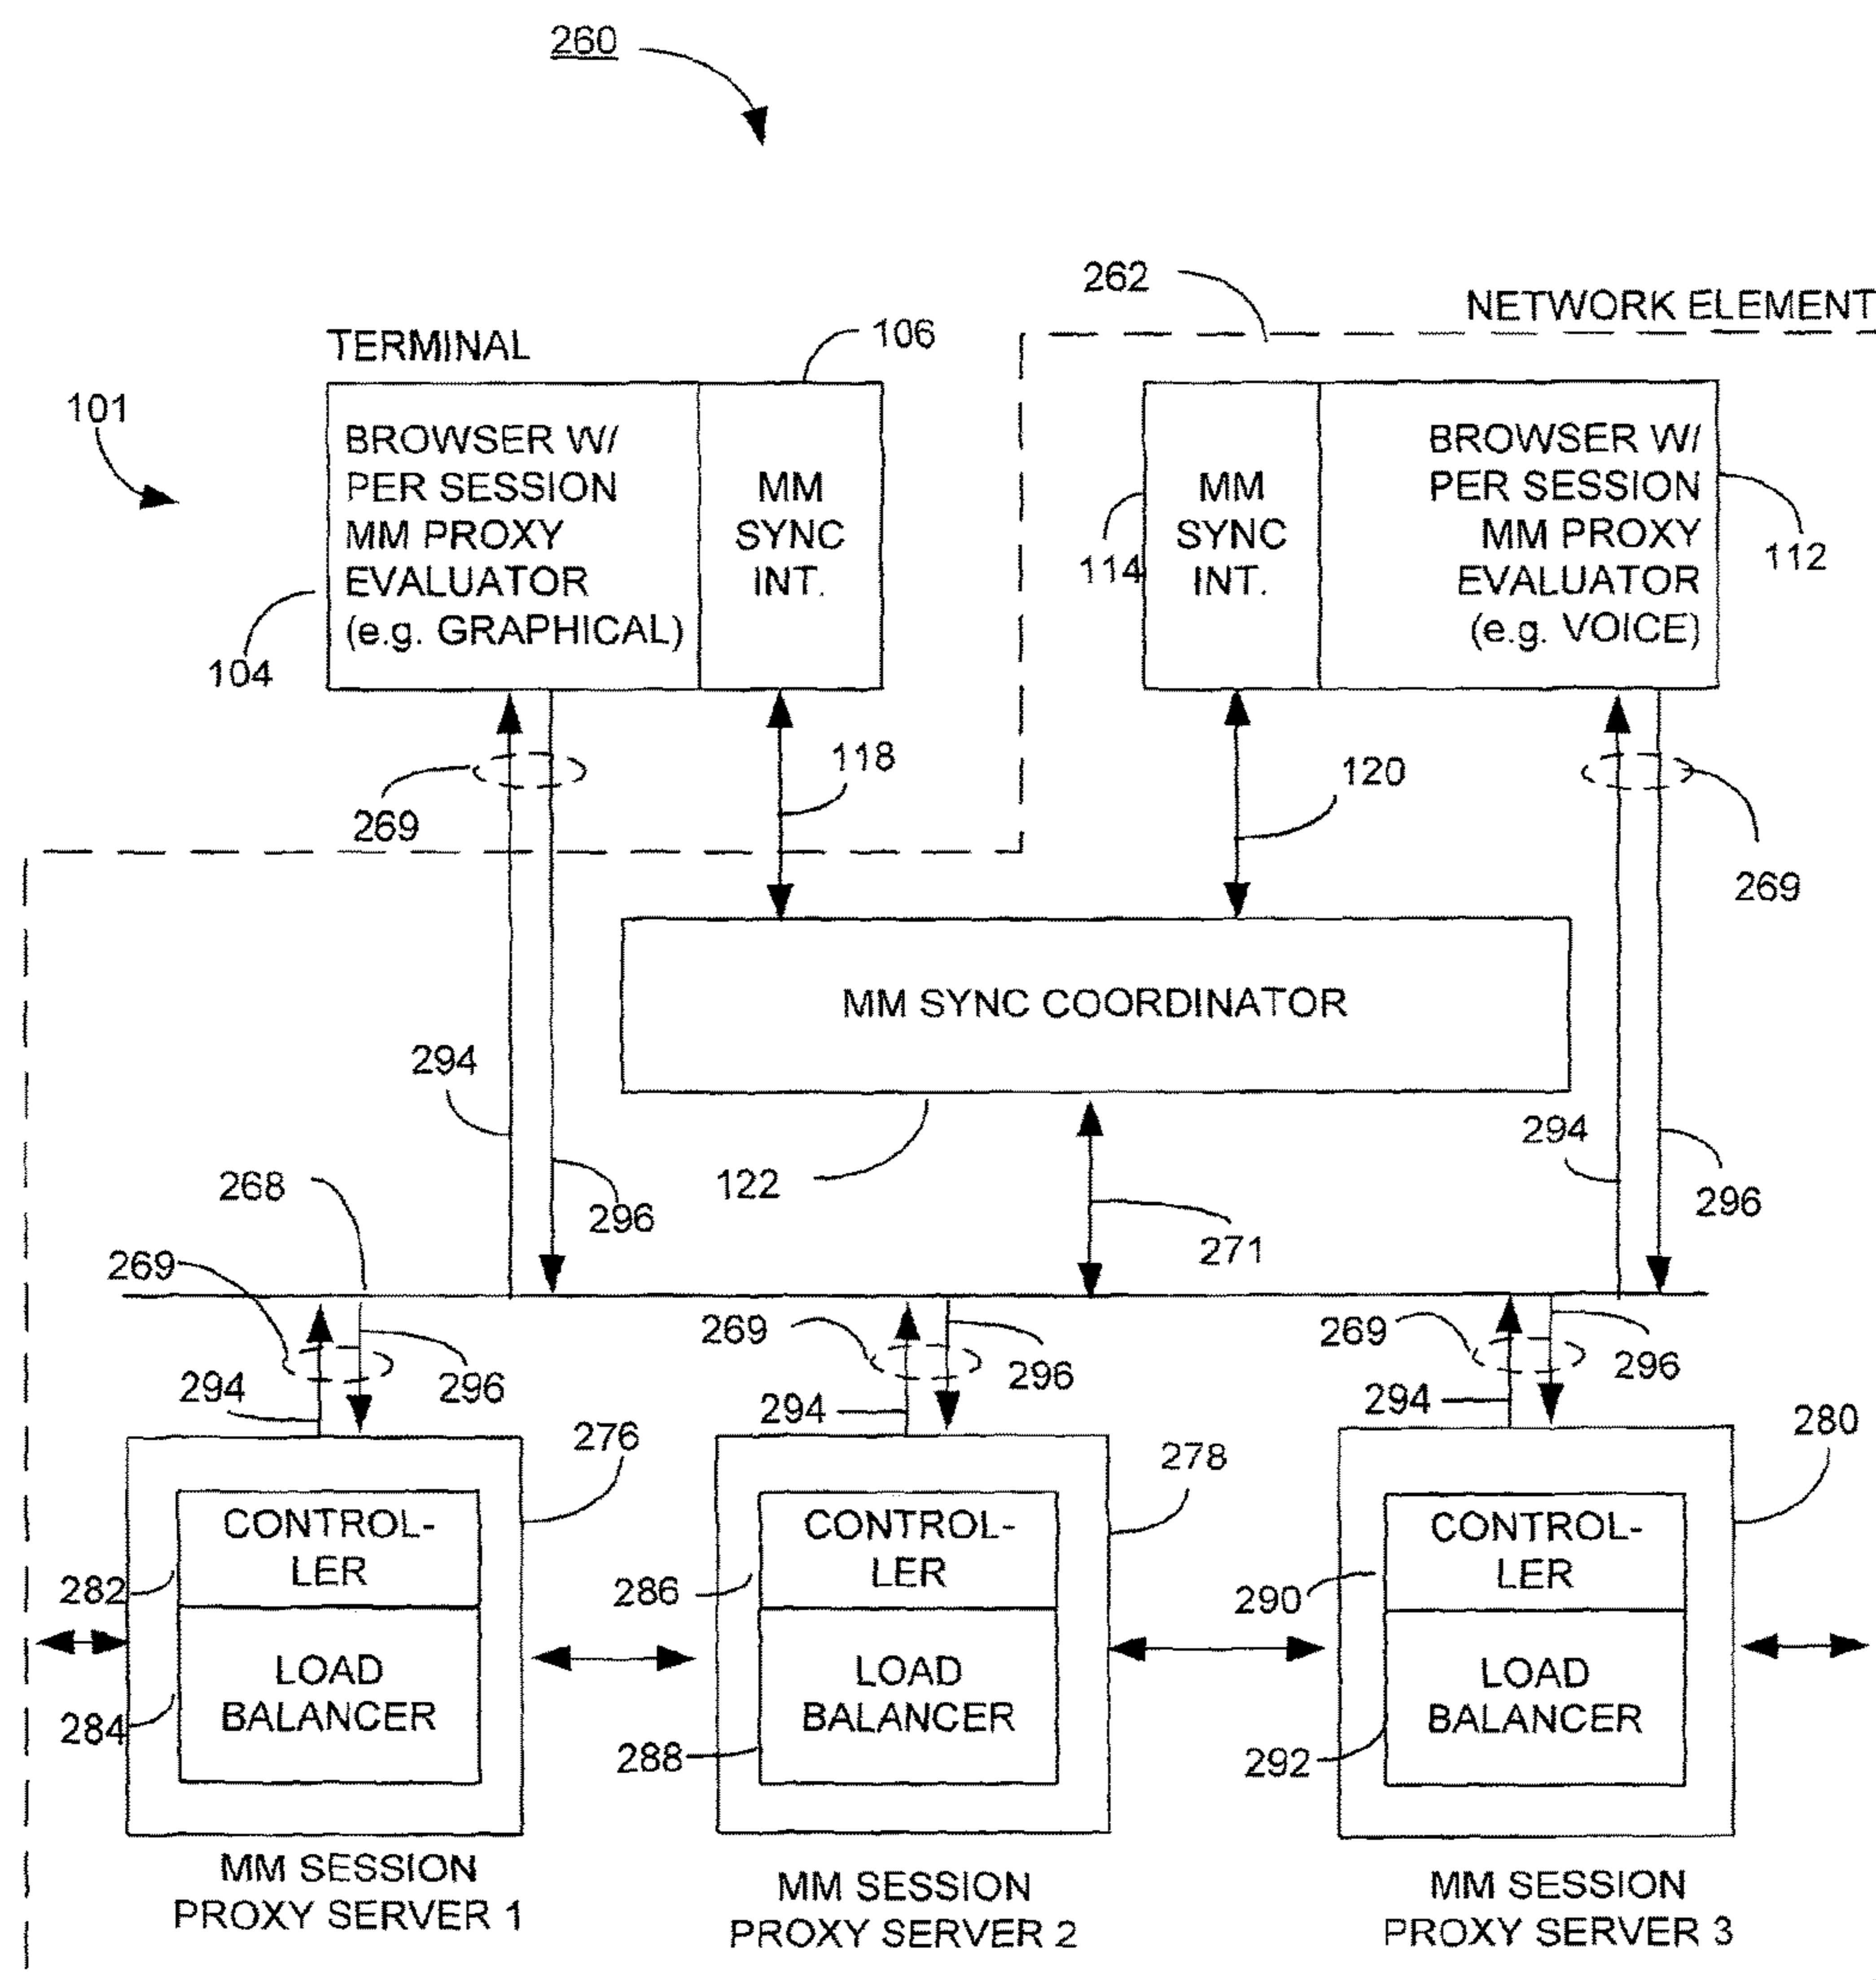 260
262
NETWORK ELEMENT
TERMINAL
106
101
BROWSER W/
PER SESSION
MM PROXY
EVALUATOR
(e.g. GRAPHICAL)
MM
SYNC
INT.
104
114
MM
SYNC
INT.
BROWSER W/
PER SESSION
MM PROXY
EVALUATOR
(e.g. VOICE)
112
269
118
120
269
MM SYNC COORDINATOR
294
296
122
271
294
296
268
269
294
296
269
294
296
269
294
296
276
278
280
CONTROL-
LER
282
LOAD
BALANCER
284
CONTROL-
LER
286
LOAD
BALANCER
288
CONTROL-
LER
290
LOAD
BALANCER
292
MM SESSION
PROXY SERVER 1
MM SESSION
PROXY SERVER 2
MM SESSION
PROXY SERVER 3